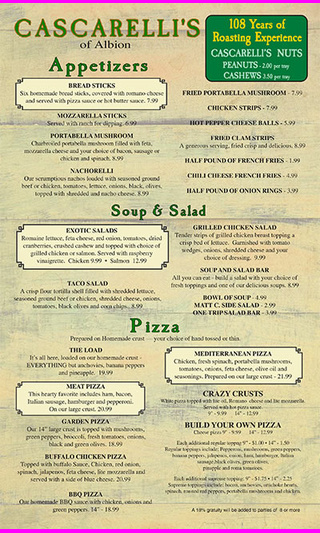 CASCARELLI'S
of Albion
108 Years of
Roasting Experience
CASCARELLI'S NUTS
PEANUTS - 2.00 per tray
CASHEWS 3.50 per tray
Appetizers
BREAD STICKS
Six homemade bread sticks, covered with romano cheese
and served with pizza sauce or hot butter sauce. 7.99
MOZZARELLA STICKS
Served with ranch for dipping. 6.99
PORTABELLA MUSHROOM
Charbroiled portabella mushroom filled with feta,
mozzarella cheese and your choice of bacon, sausage or
chicken and spinach. 8.99
NACHORELLI
Our scrumptious nachos loaded with seasoned ground
beef or chicken, tomatoes, lettuce, onions, black, olives,
topped with shredded and nacho cheese. 8.99
FRIED PORTABELLA MUSHROOM - 7.99
CHICKEN STRIPS - 7.99
HOT PEPPER CHEESE BALLS - 5.99
FRIED CLAM STRIPS
A generous serving, fried crisp and delicious. 8.99
HALF POUND OF FRENCH FRIES - 1.99
CHILI CHEESE FRENCH FRIES - 4.99
HALF POUND OF ONION RINGS - 3.99
Soup & Salad
EXOTIC SALADS
Romaine lettuce, feta cheese, red onion, tomatoes, dried
cranberries, crushed cashews and topped with choice of
grilled chicken or salmon. Served with raspberry
vinaigrette. Chicken 9.99 • Salmon 12.99
TACO SALAD
A crisp flour tortilla shell filled with shredded lettuce,
seasoned ground beef or chicken, shredded cheese, onions,
tomatoes, black olives and corn chips.. 8.99
GRILLED CHICKEN SALAD
Tender strips of grilled chicken breast topping a
crisp bed of lettuce. Garnished with tomato
wedges, onions, shredded cheese and your
choice of dressing. 9.99
SOUP AND SALAD BAR
All you can eat - build a salad with your choice of
fresh toppings and one of our delicious soups. 8.99
BOWL OF SOUP - 4.99
MATT C. SIDE SALAD - 2.99
ONE TRIP SALAD BAR - 3.99
Pizza
Prepared on Homemade crust — your choice of hand tossed or thin.
THE LOAD
It's all here, loaded on our homemade crust -
EVERYTHING but anchovies, banana peppers
and pineapple. 19.99
MEAT PIZZA
This hearty favorite includes ham, bacon,
Italian sausage, hamburger and pepperoni.
On our large crust. 20.99
GARDEN PIZZA
Our 14" large crust is topped with mushrooms,
green peppers, broccoli, fresh tomatoes, onions,
black and green olives. 18.99
BUFFALO CHICKEN PIZZA
Topped with buffalo Sauce, Chicken, red onion,
spinach, jalapenos, feta cheese, fire mozzarella and
served with a side of blue cheese. 20.99
BBQ PIZZA
Our homemade BBQ sauce with chicken, onions and
green peppers. 14" - 18.99
MEDITERRANEAN PIZZA
Chicken, fresh spinach, portabella mushrooms,
tomatoes, onions, feta cheese, olive oil and
seasonings. Prepared on our large crust - 21.99
CRAZY CRUSTS
White pizza topped with fire oil, Romano cheese and fire mozzarella.
Served with hot pizza sauce.
9" - 9.99 14" - 12.99
BUILD YOUR OWN PIZZA
Cheese pizza 9" - 9.99 14" - 12.99
Each additional regular topping 9" - $1.00 • 14" - 1.50
Regular toppings include: Pepperoni, mushrooms, green peppers,
banana pepper, jalapenos, onion, ham, hamburger, Italian
sausage, black olives, green olives,
pineapple and roma tomatoes.
Each additional supreme topping. 9" - $1.75 • 14" - 2.25
Supreme toppings include: bacon, anchovies, artichoke hearts,
spinach, roasted red peppers, portabella mushrooms and chicken.
A 18% gratuity will be added to parties of 8 or more